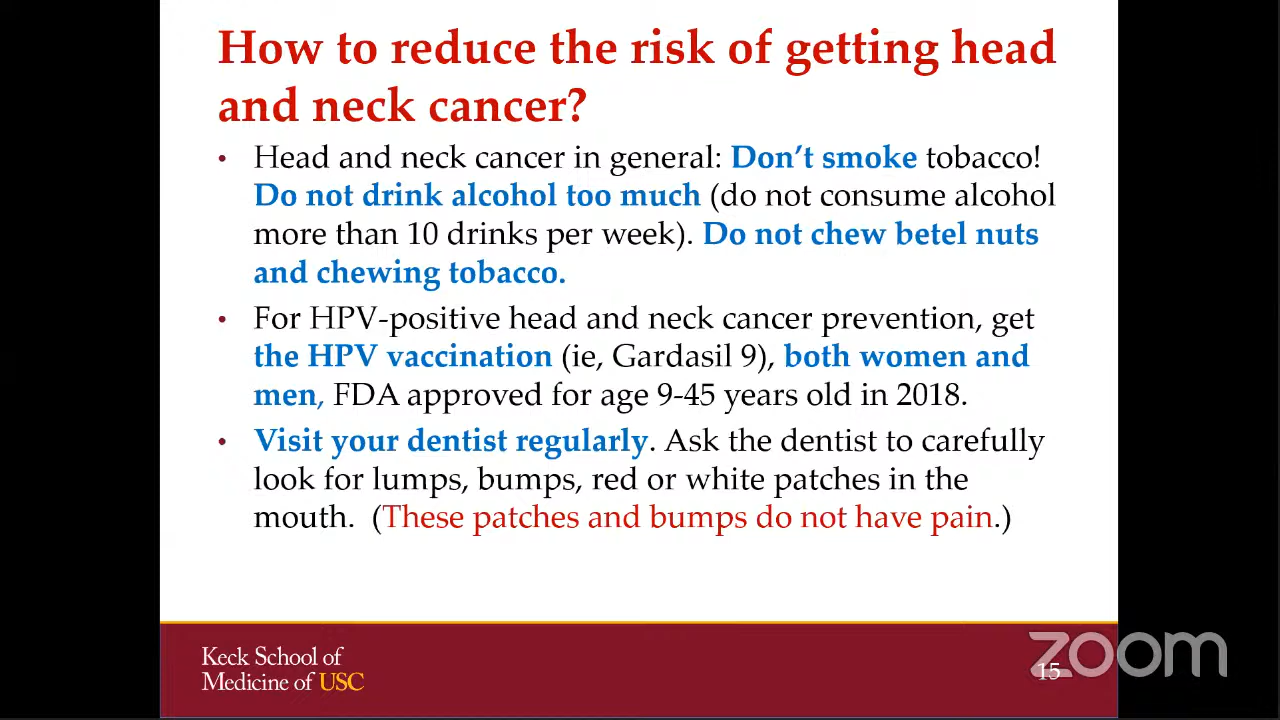 How to reduce the risk of getting head
and neck cancer?
• Head and neck cancer in general: Don't smoke tobacco!
Do not drink alcohol too much (do not consume alcohol
more than 10 drinks per week). Do not chew betel nuts
and chewing tobacco.
• For HPV-positive head and neck cancer prevention, get
the HPV vaccination (ie, Gardasil 9), both women and
men, FDA approved for age 9-45 years old in 2018.
• Visit your dentist regularly. Ask the dentist to carefully
look for lumps, bumps, red or white patches in the
mouth. (These patches and bumps do not have pain.)
Keck School of
Medicine of USC
15
zoom